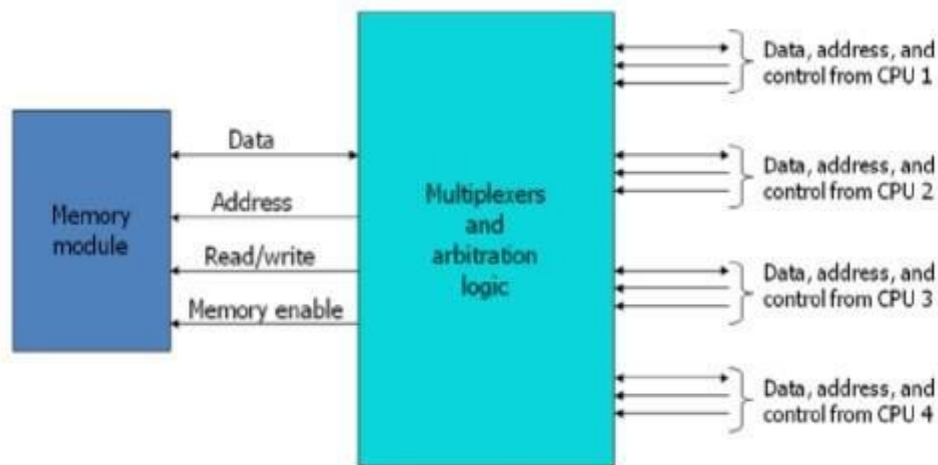 Memory
module
Data
Address
Read/write
Memory enable
Multiplexers
and
arbitration
logic
Data, address, and
control from CPU 1
Data, address, and
control from CPU 2
Data, address, and
control from CPU 3
Data, address, and
control from CPU 4